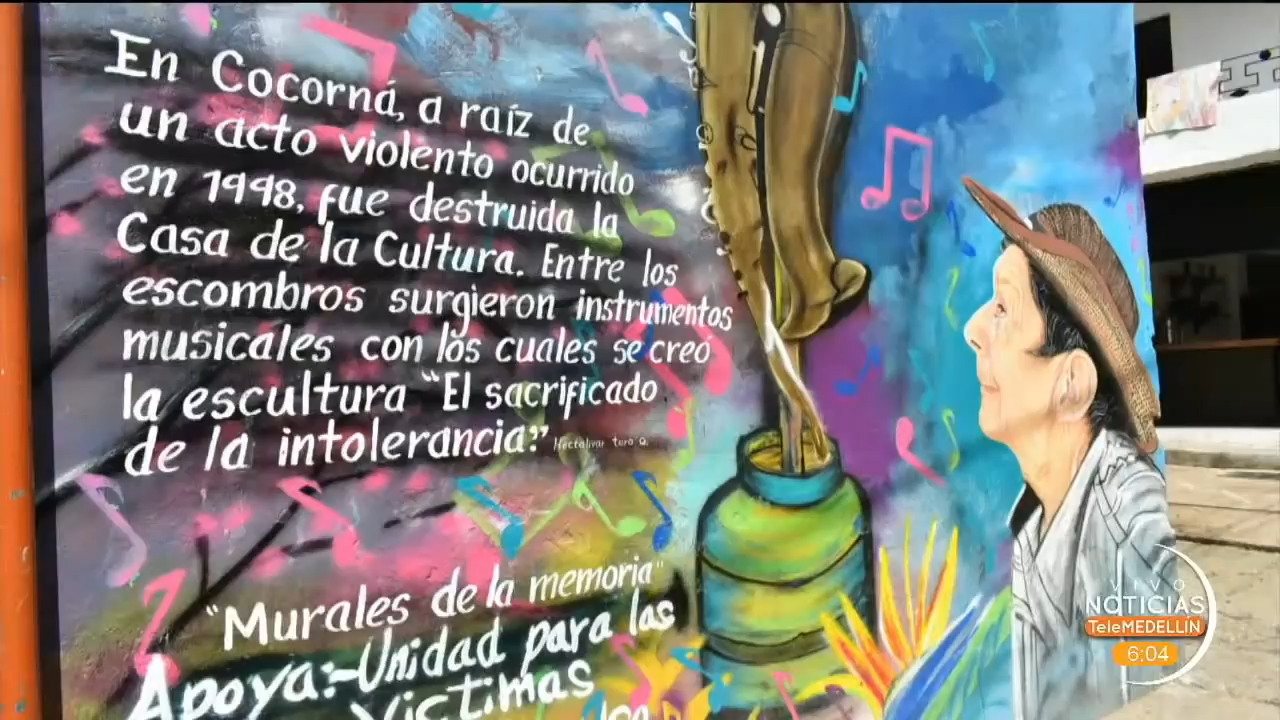 En Cocorná, a raíz de
un acto violento ocurrido
en 1998, fue destruida la
Casa de la Cultura. Entre los
escombros surgieron instrumentos
musicales con los cuales se creó
la escultura "El sacrificado
de la intolerancia."
"Murales de la memoria"
Apoya:-Unidad para las
Víctimas
VIVO
NOTICIAS
TeleMEDELLÍN
6:04